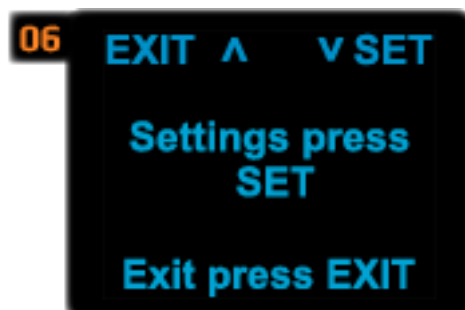 06
EXIT ʌ v SET
Settings press
SET
Exit press EXIT